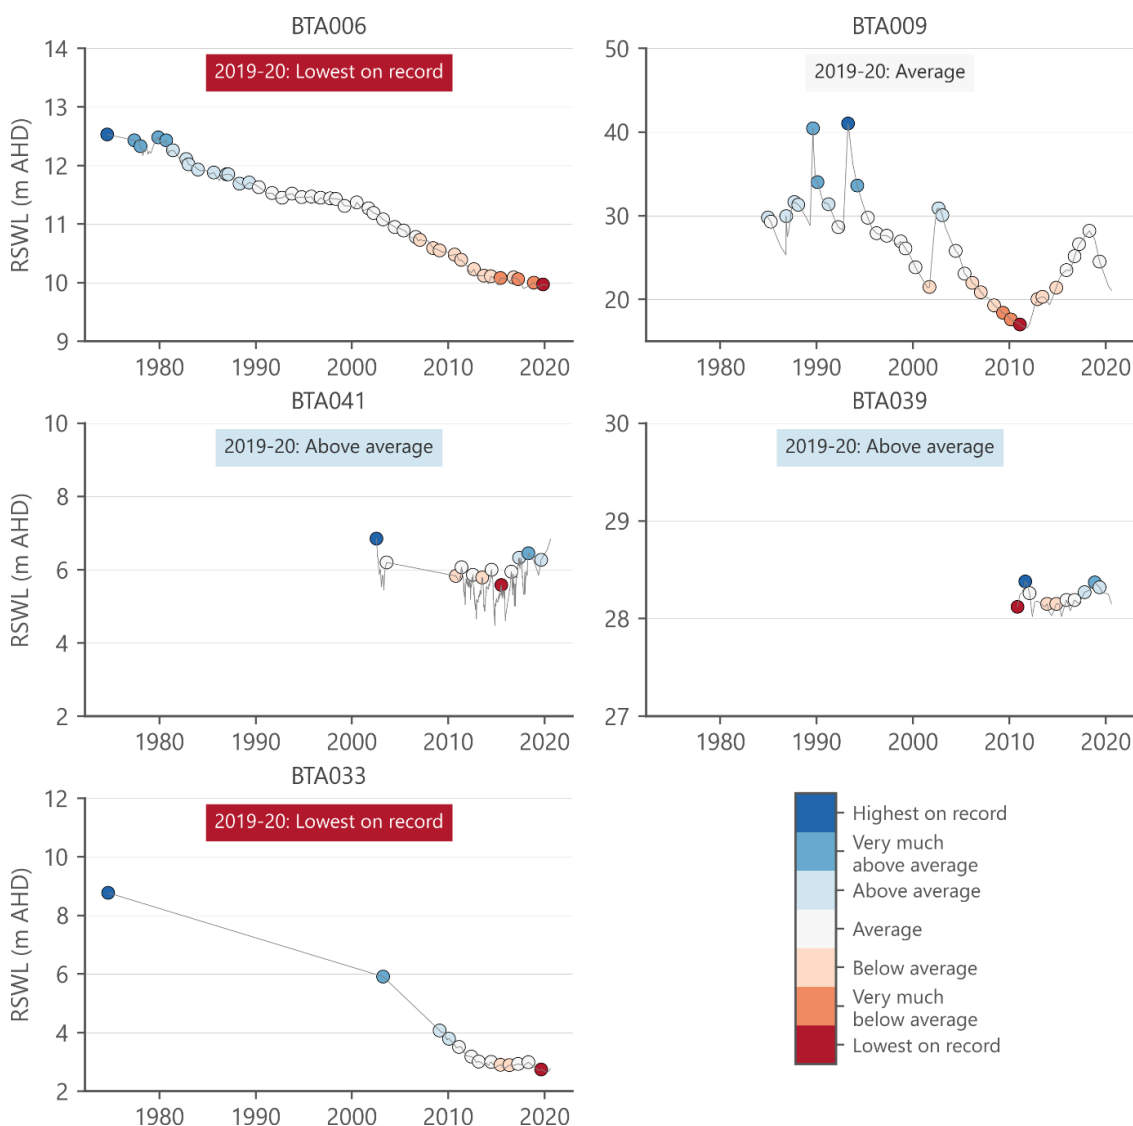 BTA006
2019-20: Lowest on record
RSWL (m AHD)
14
13
12
11
10
9
1980
1990
2000
2010
2020
BTA009
2019-20: Average
50
40
30
20
1980
1990
2000
2010
2020
BTA041
2019-20: Above average
RSWL (m AHD)
10
8
6
4
2
1980
1990
2000
2010
2020
BTA039
2019-20: Above average
30
29
28
27
1980
1990
2000
2010
2020
BTA033
2019-20: Lowest on record
RSWL (m AHD)
12
10
8
6
4
2
1980
1990
2000
2010
2020
Highest on record
Very much
above average
Above average
Average
Below average
Very much
below average
Lowest on record